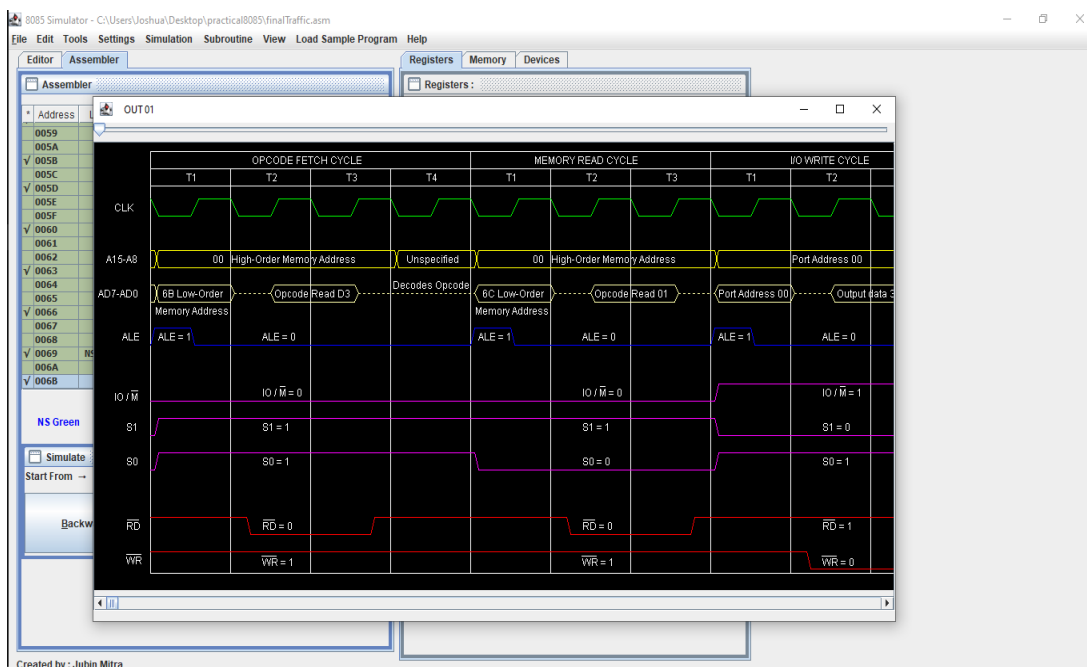 8085 Simulator - C:\Users\Joshua\Desktop\practical8085\finalTraffic.asm
File Edit Tools Settings Simulation Subroutine View Load Sample Program Help
Editor Assembler
Registers Memory Devices
Assembler
Registers :
* Address L
OUT 01
0059
005A
√ 005B
005C
√ 005D
005E
005F
√ 0060
0061
0062
√ 0063
0064
0065
√ 0066
0067
0068
√ 0069 NS
006A
√ 006B
NS Green
Simulate
Start From →
Backw
OPCODE FETCH CYCLE MEMORY READ CYCLE I/O WRITE CYCLE
T1 T2 T3 T4 T1 T2 T3 T1 T2
CLK
A15-A8 00 High-Order Memory Address Unspecified 00 High-Order Memory Address Port Address 00
AD7-AD0 6B Low-Order Opcode Read D3 Decodes Opcode 6C Low-Order Opcode Read 01 Port Address 00 Output data 3
Memory Address Memory Address
ALE ALE = 1 ALE = 0 ALE = 1 ALE = 0 ALE = 1 ALE = 0
IO / M̅ IO / M̅ = 0 IO / M̅ = 0 IO / M̅ = 1
S1 S1 = 1 S1 = 1 S1 = 0
S0 S0 = 1 S0 = 0 S0 = 1
R̅D̅ R̅D̅ = 0 R̅D̅ = 0 R̅D̅ = 1
W̅R̅ W̅R̅ = 1 W̅R̅ = 1 W̅R̅ = 0
Created by : Jubin Mitra